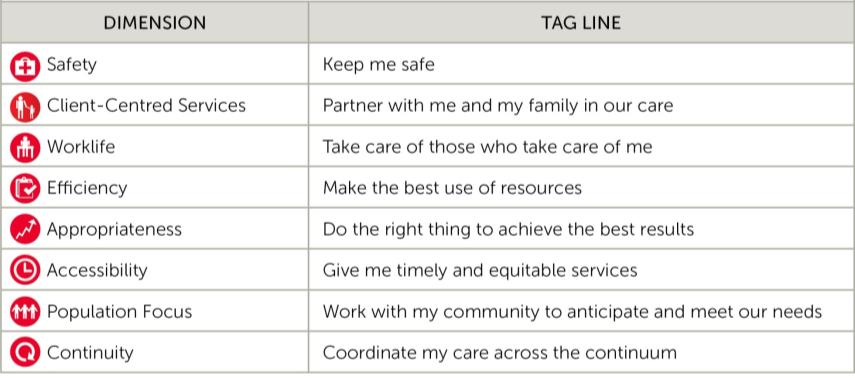 DIMENSION TAG LINE
Safety Keep me safe
Client-Centred Services Partner with me and my family in our care
Worklife Take care of those who take care of me
Efficiency Make the best use of resources
Appropriateness Do the right thing to achieve the best results
Accessibility Give me timely and equitable services
Population Focus Work with my community to anticipate and meet our needs
Continuity Coordinate my care across the continuum